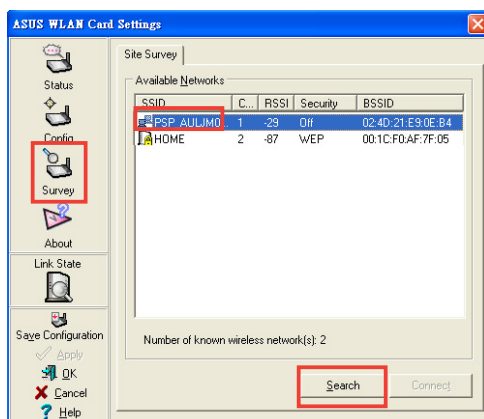 ASUS WLAN Card Settings
Status
Config
Survey
About
Link State
Save Configuration
Apply
OK
Cancel
Help
Site Survey
Available Networks
SSID C... RSSI Security BSSID
PSP_AULJM0... 1 -29 Off 02:4D:21:E9:0E:B4
HOME 2 -87 WEP 00:1C:F0:AF:7F:05
Number of known wireless network(s): 2
Search
Connect